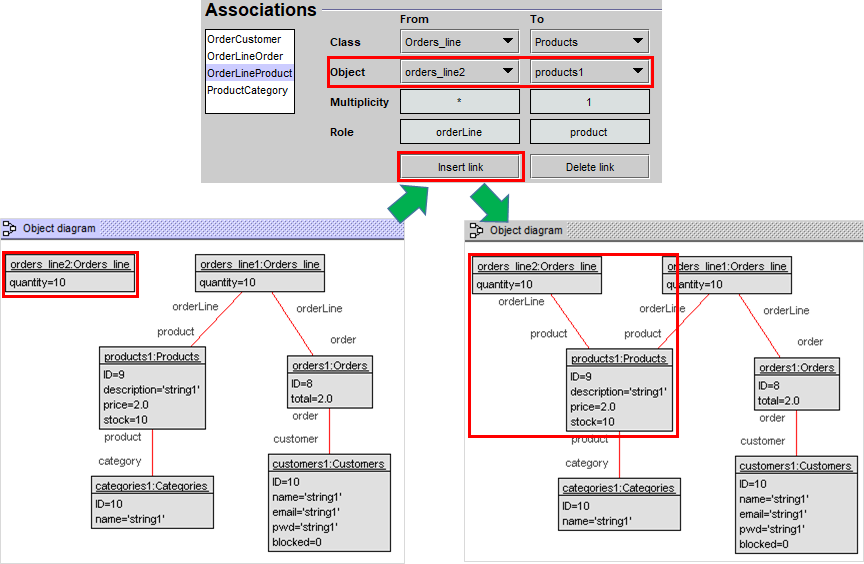 Associations
From To
OrderCustomer
OrderLineOrder
OrderLineProduct
ProductCategory
Class Orders_line Products
Object orders_line2 products1
Multiplicity * 1
Role orderLine product
Insert link Delete link
Object diagram
orders_line2:Orders_line
quantity=10
orders_line1:Orders_line
quantity=10
orderLine
orderLine
product
order
products1:Products
ID=9
description='string1'
price=2.0
stock=10
orders1:Orders
ID=8
total=2.0
product
order
category
customer
categories1:Categories
ID=10
name='string1'
customers1:Customers
ID=10
name='string1'
email='string1'
pwd='string1'
blocked=0
Object diagram
orders_line2:Orders_line
quantity=10
orders_line1:Orders_line
quantity=10
orderLine
orderLine
orderLine
product
product
order
products1:Products
ID=9
description='string1'
price=2.0
stock=10
orders1:Orders
ID=8
total=2.0
product
order
category
customer
categories1:Categories
ID=10
name='string1'
customers1:Customers
ID=10
name='string1'
email='string1'
pwd='string1'
blocked=0